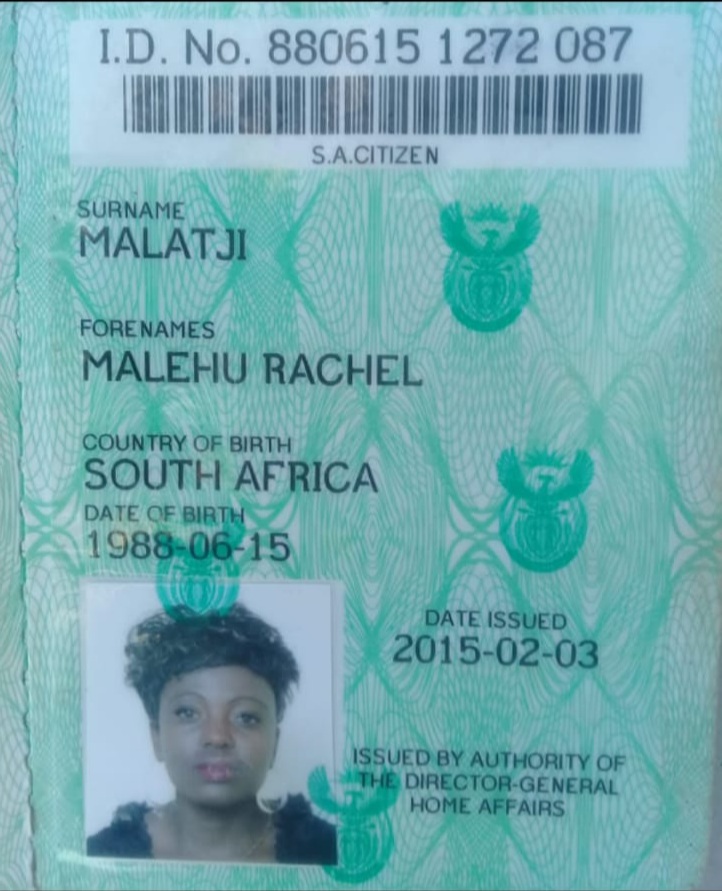 I.D. No. 880615 1272 087
S.A.CITIZEN
SURNAME
MALATJI
FORENAMES
MALEHU RACHEL
COUNTRY OF BIRTH
SOUTH AFRICA
DATE OF BIRTH
1988-06-15
DATE ISSUED
2015-02-03
ISSUED BY AUTHORITY OF
THE DIRECTOR-GENERAL
HOME AFFAIRS